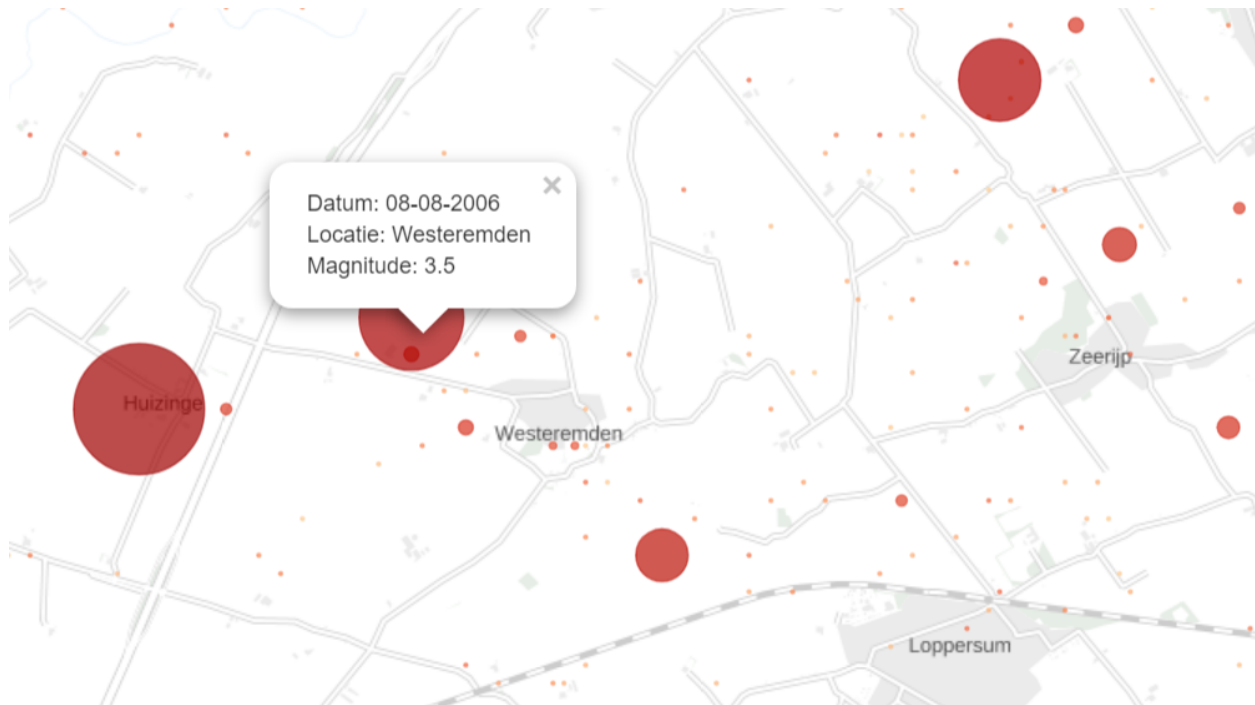 ×
Datum: 08-08-2006
Locatie: Westeremden
Magnitude: 3.5
Zeerijp
Huizinge
Westeremden
Loppersum